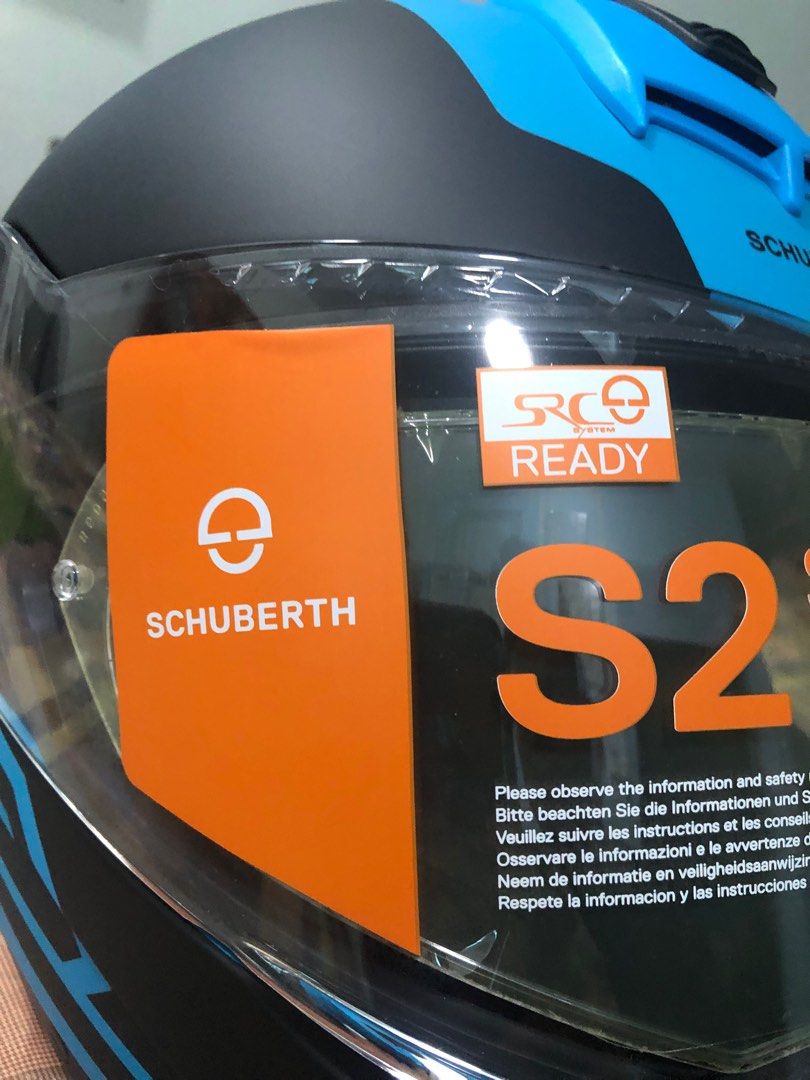 SCHU
SRC
SYSTEM
READY
SCHUBERTH
S2
Please observe the information and safety
Bitte beachten Sie die Informationen und S
Veuillez suivre les instructions et les conseils
Osservare le informazioni e le avvertenze d
Neem de informatie en veiligheidsaanwijzin
Respete la informacion y las instrucciones